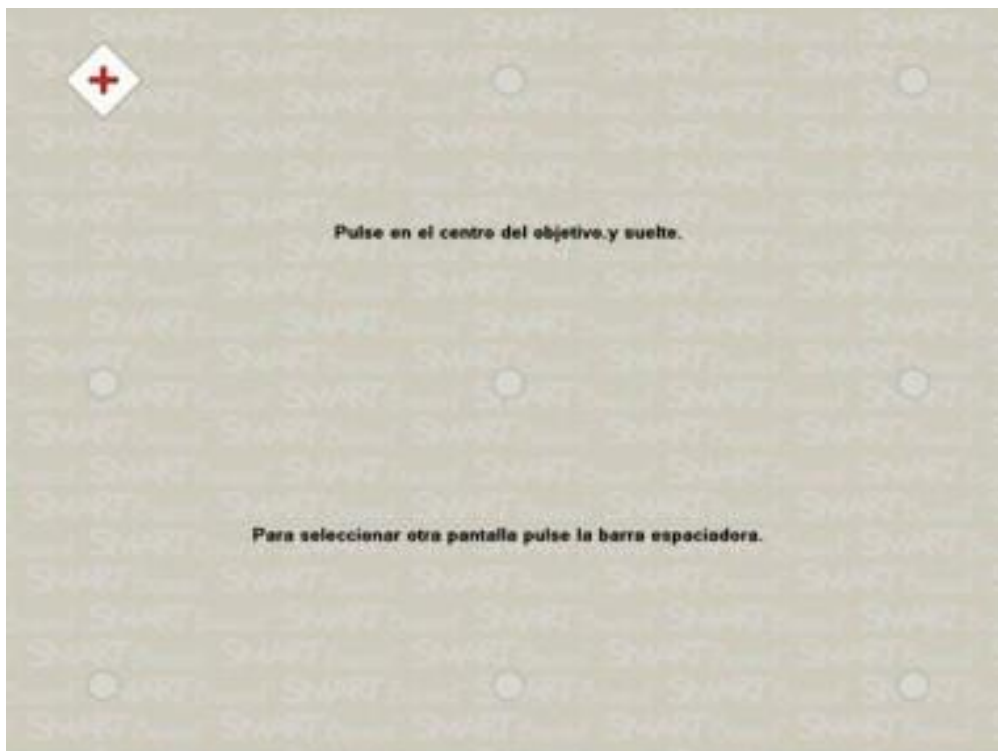 Pulse en el centro del objetivo.y suelte.
Para seleccionar otra pantalla pulse la barra espaciadora.